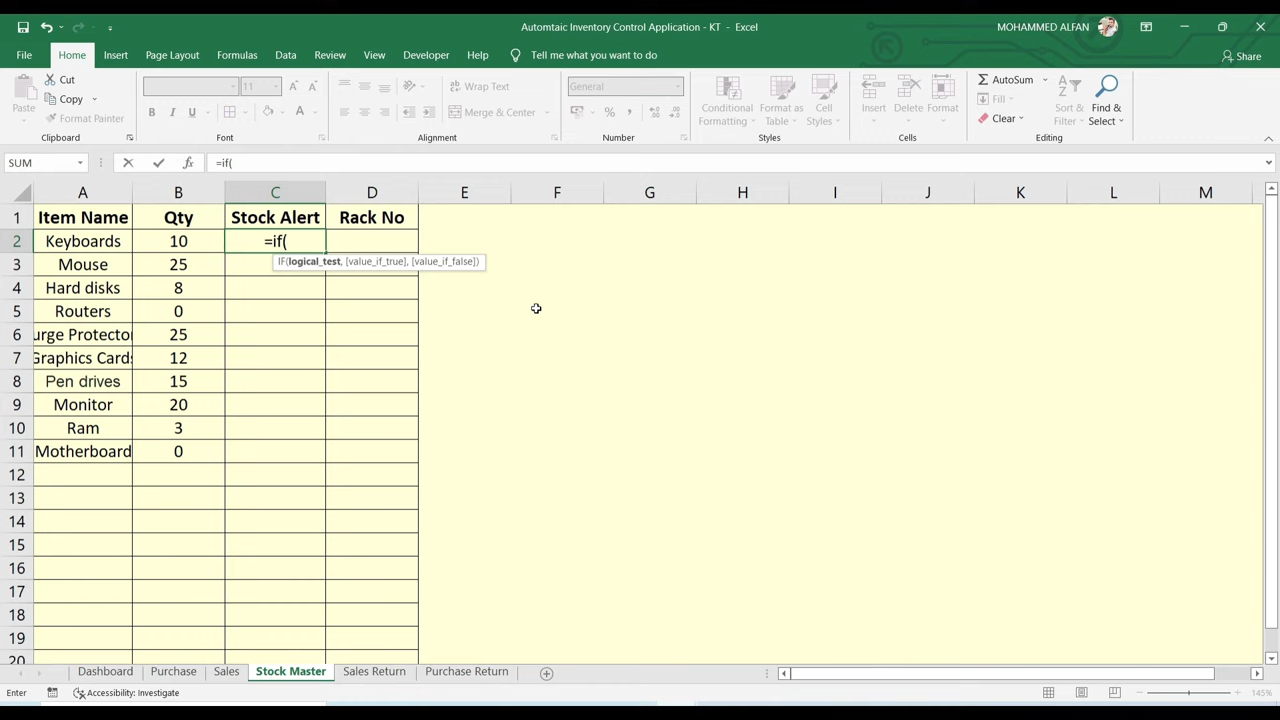 Automtaic Inventory Control Application - KT - Excel
MOHAMMED ALFAN
File Home Insert Page Layout Formulas Data Review View Developer Help Tell me what you want to do Share
Paste Cut Copy Format Painter
11 General Wrap Text Merge & Center
Conditional Formatting Format as Table Cell Styles
Insert Delete Format
AutoSum Fill Clear Sort & Filter Find & Select
Clipboard Font Alignment Number Styles Cells Editing
SUM =if(
A B C D E F G H I J K L M
1 Item Name Qty Stock Alert Rack No
2 Keyboards 10 =if(
IF(logical_test, [value_if_true], [value_if_false])
3 Mouse 25
4 Hard disks 8
5 Routers 0
6 urge Protector 25
7 Graphics Cards 12
8 Pen drives 15
9 Monitor 20
10 Ram 3
11 Motherboard 0
12
13
14
15
16
17
18
19
20
Dashboard Purchase Sales Stock Master Sales Return Purchase Return
Enter Accessibility: Investigate 145%